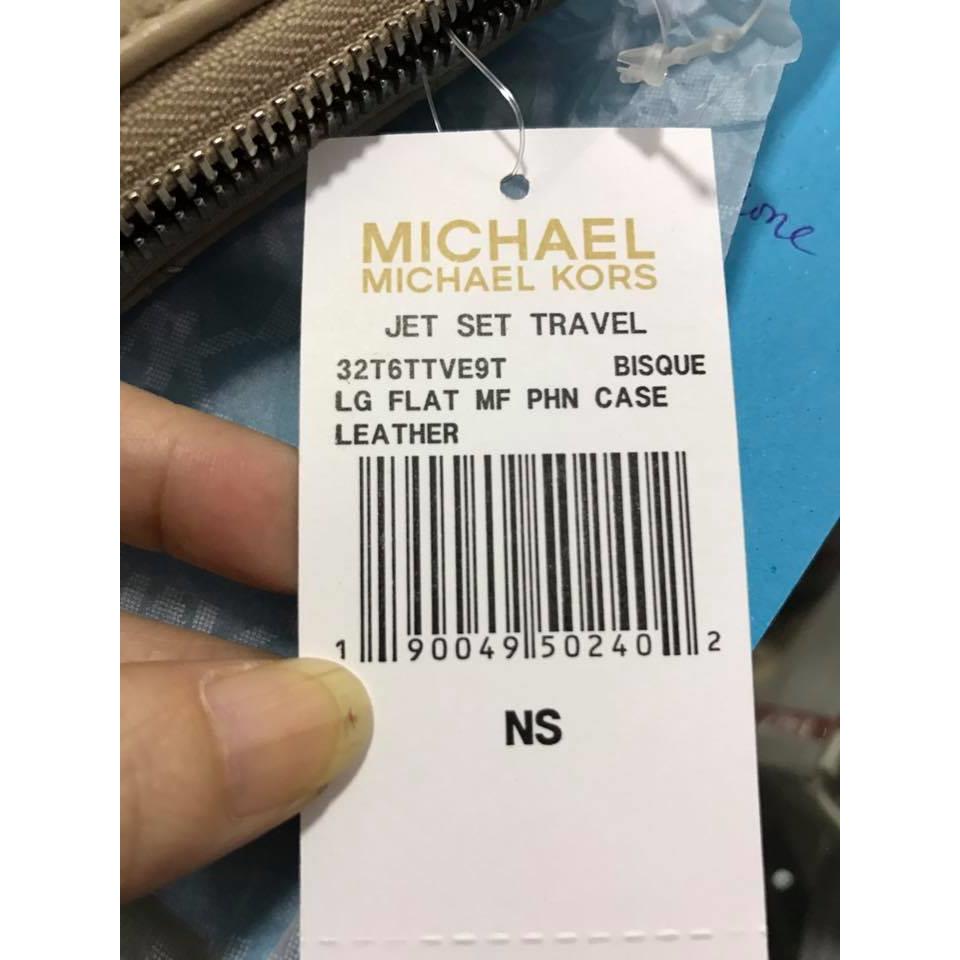 one
MICHAEL
MICHAEL KORS
JET SET TRAVEL
32T6TTVE9T BISQUE
LG FLAT MF PHN CASE
LEATHER
1 90049 50240 2
NS